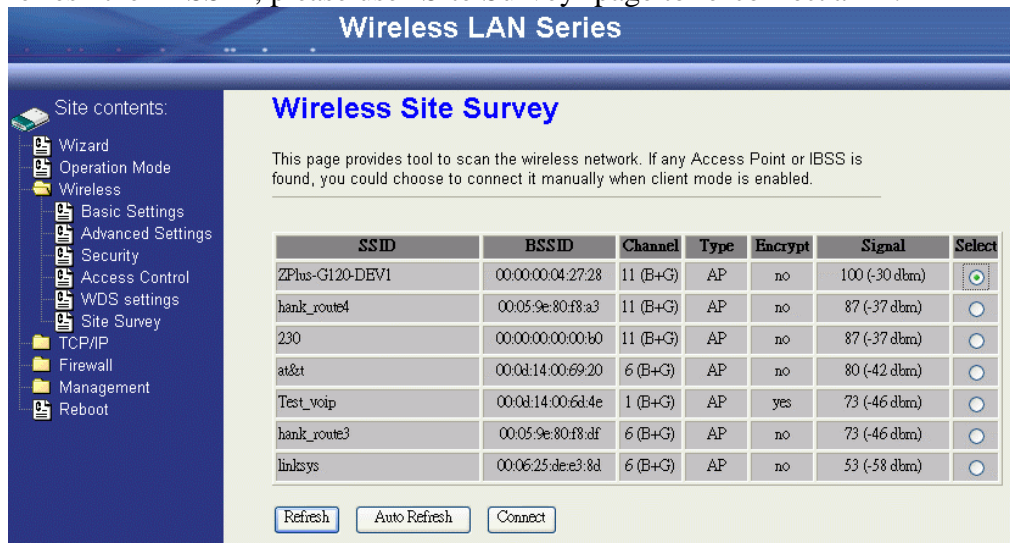 Wireless LAN Series
Site contents:
Wizard
Operation Mode
Wireless
Basic Settings
Advanced Settings
Security
Access Control
WDS settings
Site Survey
TCP/IP
Firewall
Management
Reboot
Wireless Site Survey
This page provides tool to scan the wireless network. If any Access Point or IBSS is
found, you could choose to connect it manually when client mode is enabled.
SSID BSSID Channel Type Encrypt Signal Select
ZPlus-G120-DEV1 00:00:00:04:27:28 11 (B+G) AP no 100 (-30 dbm)
hank_route4 00:05:9e:80:f8:a3 11 (B+G) AP no 87 (-37 dbm)
230 00:00:00:00:00:b0 11 (B+G) AP no 87 (-37 dbm)
at&t 00:0d:14:00:69:20 6 (B+G) AP no 80 (-42 dbm)
Test_voip 00:0d:14:00:6d:4e 1 (B+G) AP yes 73 (-46 dbm)
hank_route3 00:05:9e:80:f8:df 6 (B+G) AP no 73 (-46 dbm)
linksys 00:06:25:de:e3:8d 6 (B+G) AP no 53 (-58 dbm)
Refresh Auto Refresh Connect